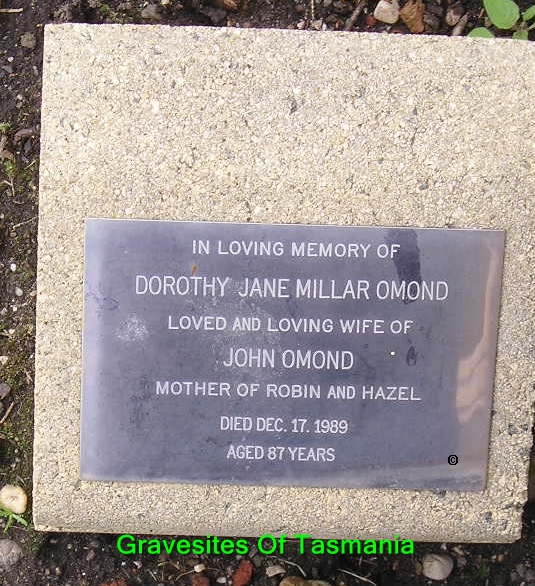 IN LOVING MEMORY OF
DOROTHY JANE MILLAR OMOND
LOVED AND LOVING WIFE OF
JOHN OMOND
MOTHER OF ROBIN AND HAZEL
DIED DEC. 17. 1989
AGED 87 YEARS
©
Gravesites Of Tasmania